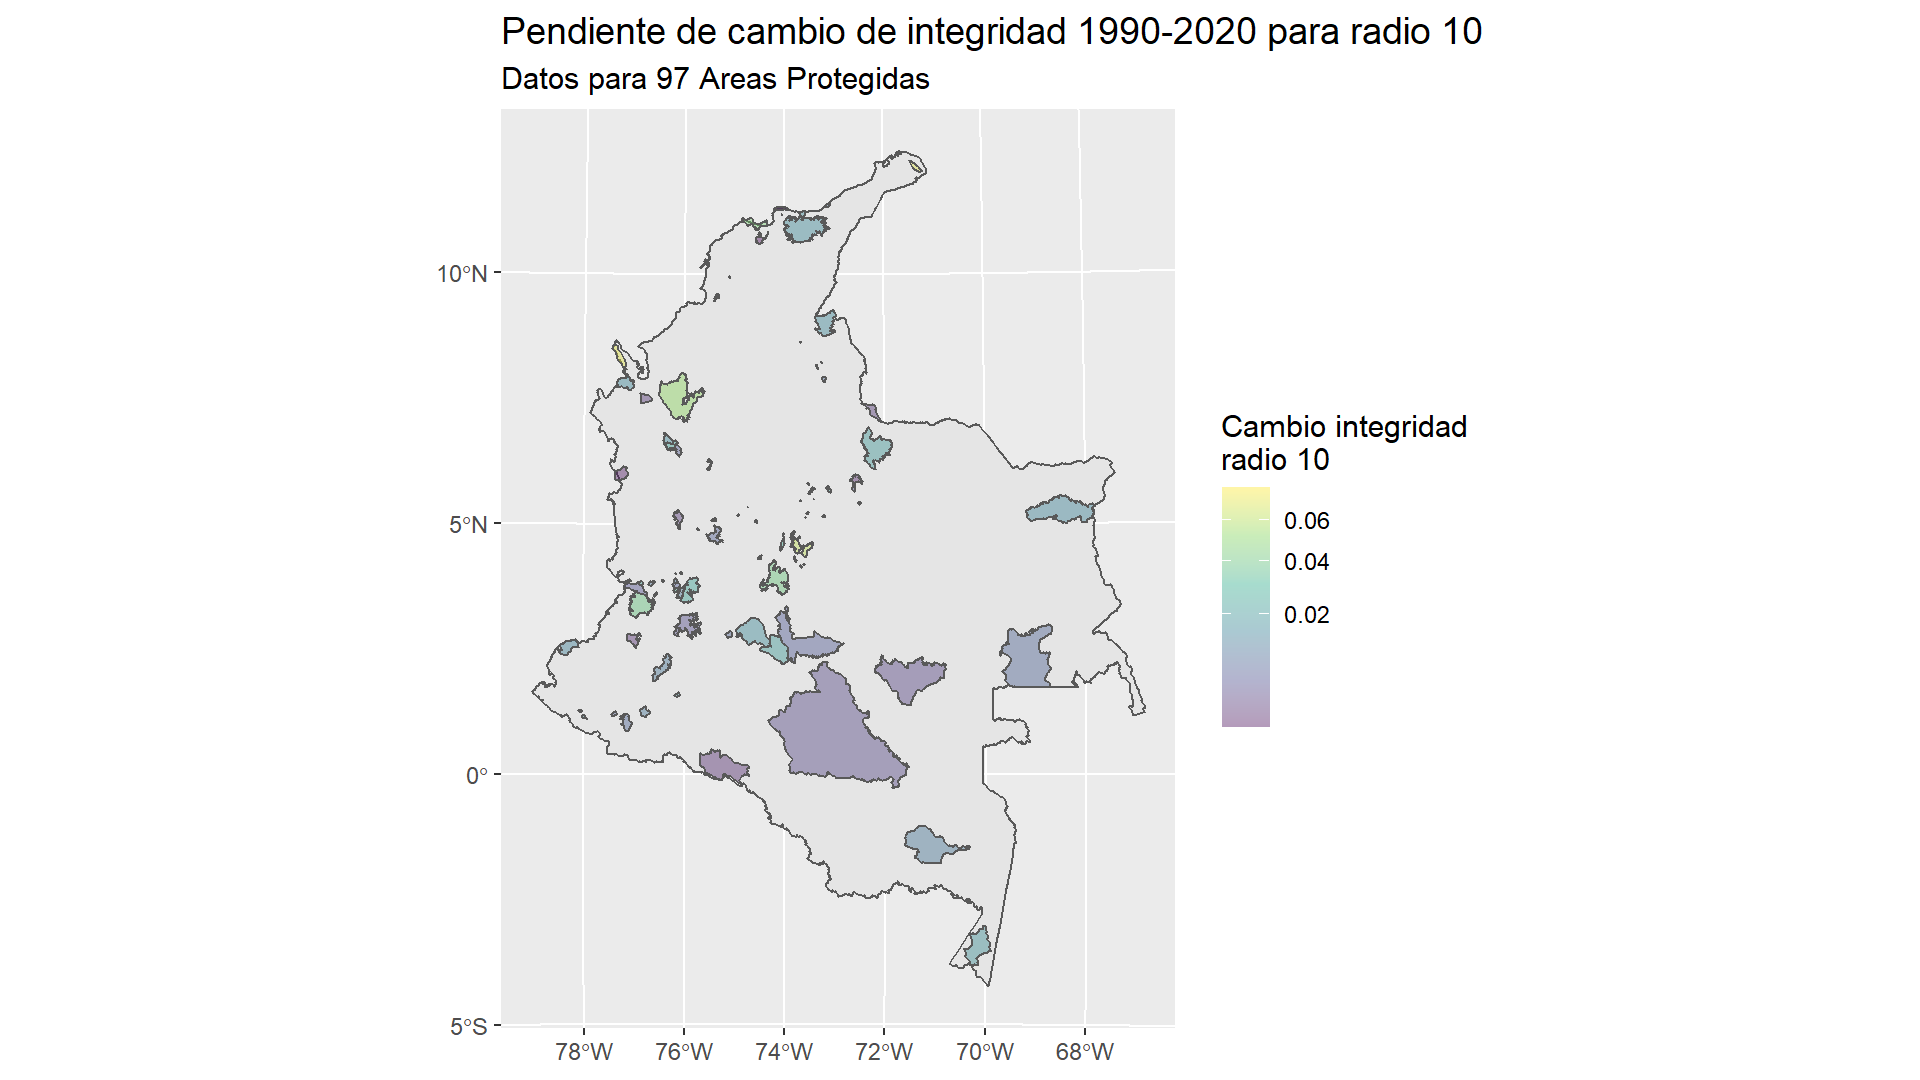 Pendiente de cambio de integridad 1990-2020 para radio 10
Datos para 97 Areas Protegidas
10°N
5°N
0°
5°S
78°W
76°W
74°W
72°W
70°W
68°W
Cambio integridad
radio 10
0.06
0.04
0.02